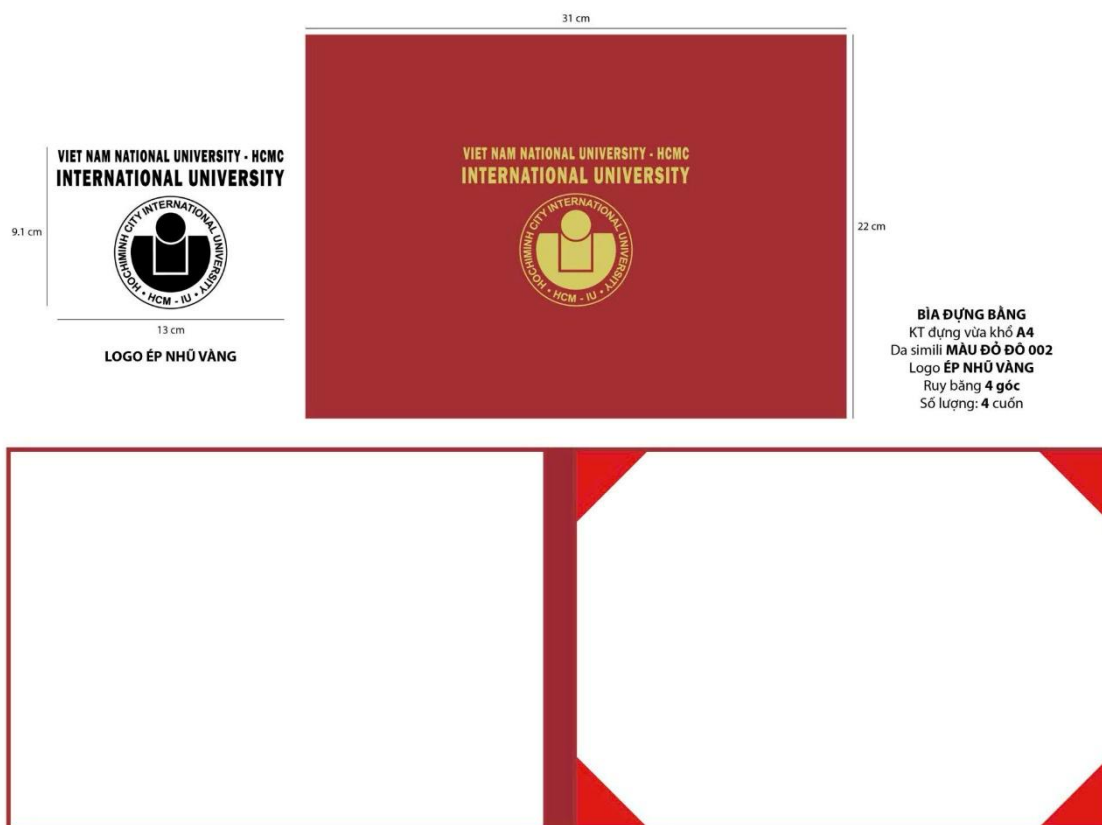 31 cm
VIET NAM NATIONAL UNIVERSITY - HCMC
INTERNATIONAL UNIVERSITY
HOCHIMINH CITY INTERNATIONAL UNIVERSITY
• HCM - IU •
9.1 cm
13 cm
LOGO ÉP NHŨ VÀNG
VIET NAM NATIONAL UNIVERSITY - HCMC
INTERNATIONAL UNIVERSITY
HOCHIMINH CITY INTERNATIONAL UNIVERSITY
• HCM - IU •
22 cm
BÌA ĐỰNG BẰNG
KT đựng vừa khổ A4
Da simili MÀU ĐỎ ĐÔ 002
Logo ÉP NHŨ VÀNG
Ruy băng 4 góc
Số lượng: 4 cuốn